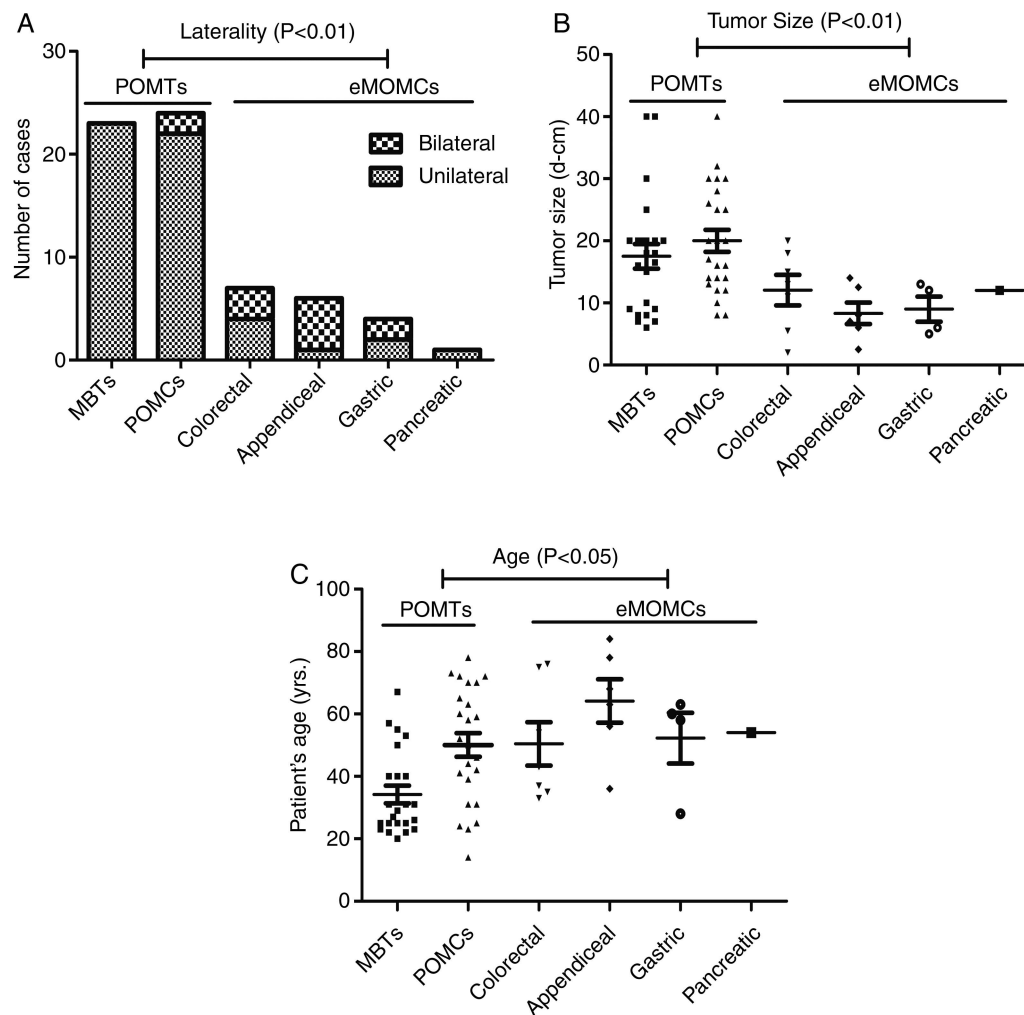 A
Laterality (P<0.01)
30
20
10
0
Number of cases
POMTs
eMOMCs
Bilateral
Unilateral
MBTs
POMCs
Colorectal
Appendiceal
Gastric
Pancreatic
B
Tumor Size (P<0.01)
50
40
30
20
10
0
Tumor size (d-cm)
POMTs
eMOMCs
MBTs
POMCs
Colorectal
Appendiceal
Gastric
Pancreatic
C
Age (P<0.05)
100
80
60
40
20
0
Patient's age (yrs.)
POMTs
eMOMCs
MBTs
POMCs
Colorectal
Appendiceal
Gastric
Pancreatic